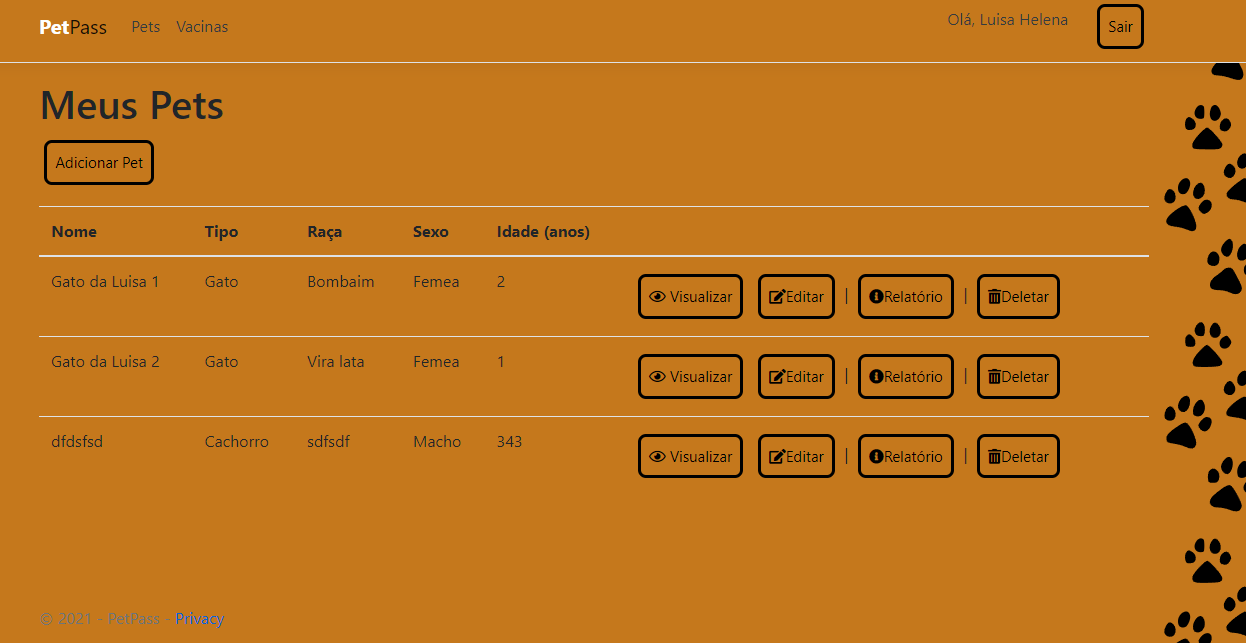 PetPass Pets Vacinas Olá, Luisa Helena Sair
Meus Pets
Adicionar Pet
Nome Tipo Raça Sexo Idade (anos)
Gato da Luisa 1 Gato Bombaim Femea 2 Visualizar Editar | Relatório | Deletar
Gato da Luisa 2 Gato Vira lata Femea 1 Visualizar Editar | Relatório | Deletar
dfdsfsd Cachorro sdfsdf Macho 343 Visualizar Editar | Relatório | Deletar
© 2021 - PetPass - Privacy